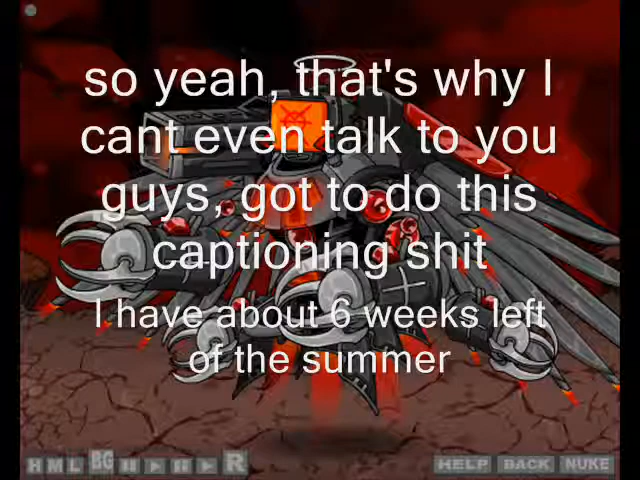 so yeah, that's why I
cant even talk to you
guys, got to do this
captioning shit
I have about 6 weeks left
of the summer
H M L BG R HELP BACK NUKE